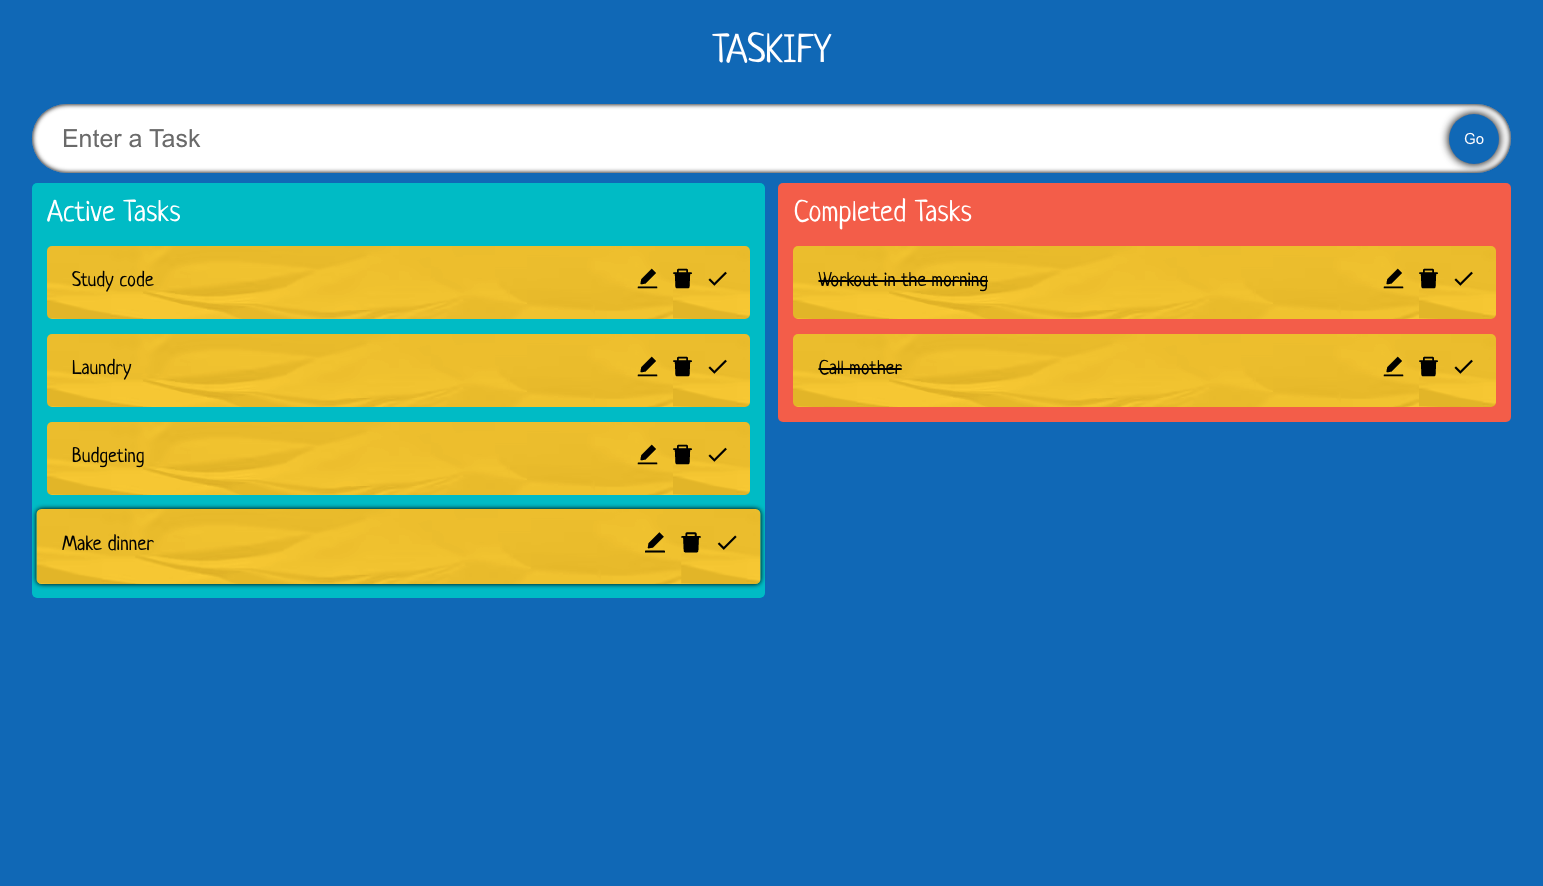 TASKIFY
Enter a Task
Go
Active Tasks
Study code
Laundry
Budgeting
Make dinner
Completed Tasks
Workout in the morning
Call mother